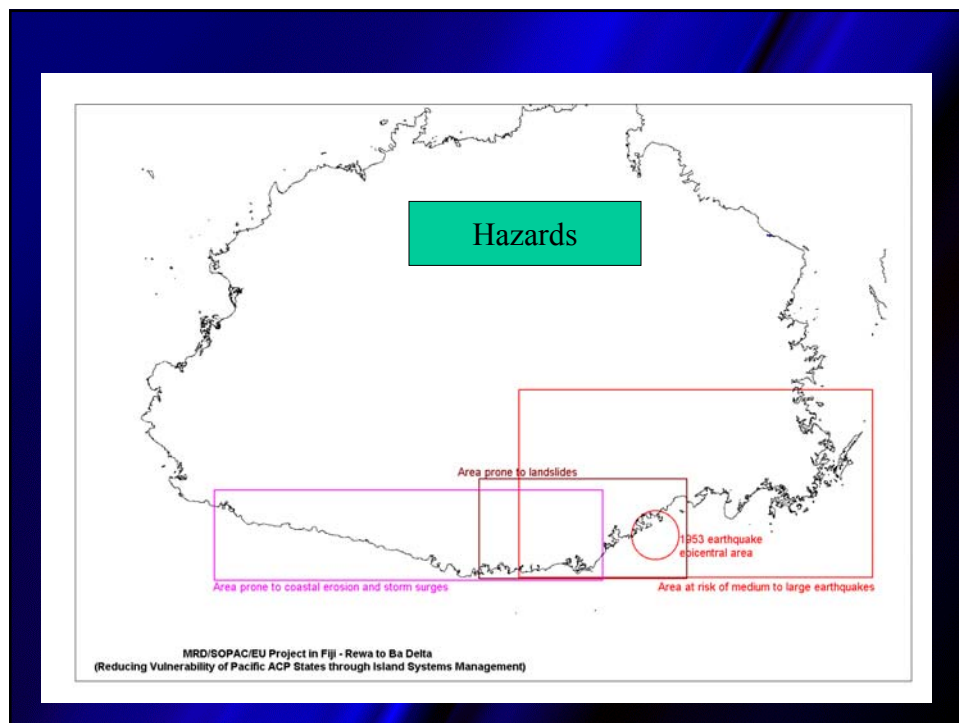 Hazards
Area prone to landslides
1953 earthquake
epicentral area
Area prone to coastal erosion and storm surges
Area at risk of medium to large earthquakes
MRD/SOPAC/EU Project in Fiji - Rewa to Ba Delta
(Reducing Vulnerability of Pacific ACP States through Island Systems Management)